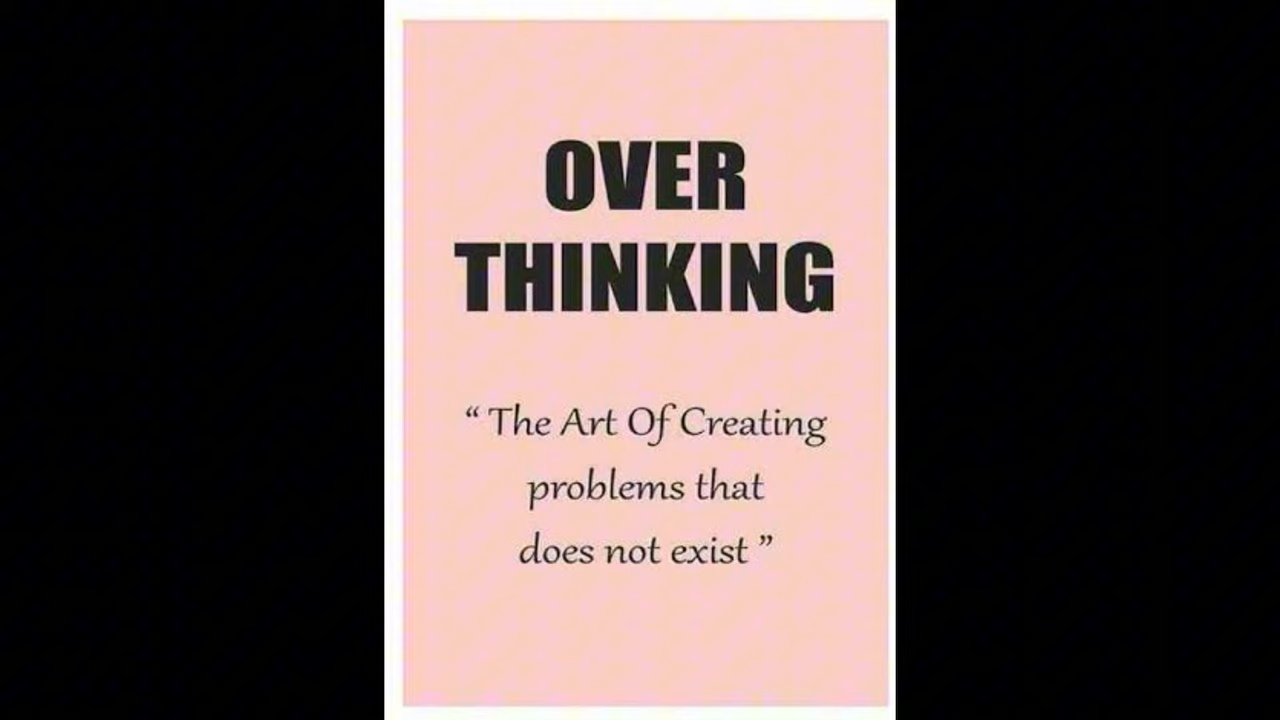 OVER
THINKING
“ The Art Of Creating
problems that
does not exist ”